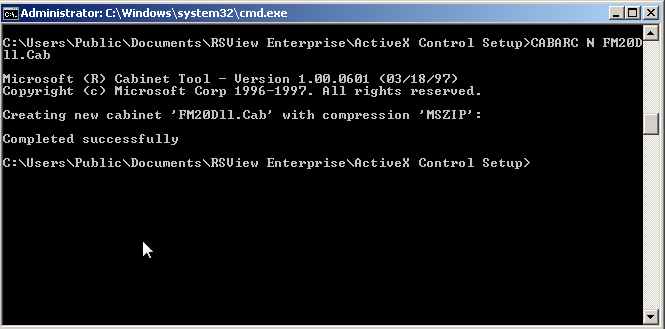 Administrator: C:\Windows\system32\cmd.exe
C:\Users\Public\Documents\RSView Enterprise\ActiveX Control Setup>CABARC N FM20D
ll.Cab
Microsoft (R) Cabinet Tool - Version 1.00.0601 (03/18/97)
Copyright (c) Microsoft Corp 1996-1997. All rights reserved.
Creating new cabinet 'FM20Dll.Cab' with compression 'MSZIP':
Completed successfully
C:\Users\Public\Documents\RSView Enterprise\ActiveX Control Setup>